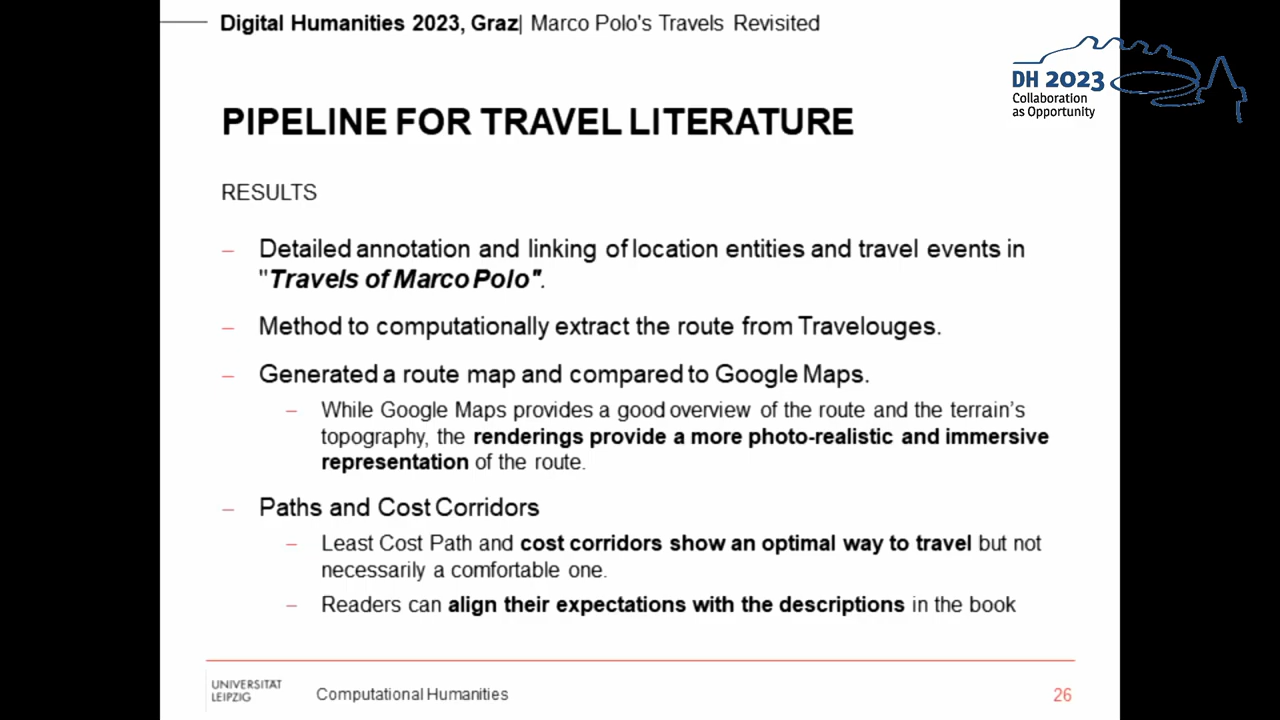 Digital Humanities 2023, Graz| Marco Polo's Travels Revisited
DH 2023
Collaboration
as Opportunity
PIPELINE FOR TRAVEL LITERATURE
RESULTS
– Detailed annotation and linking of location entities and travel events in
"Travels of Marco Polo".
– Method to computationally extract the route from Travelouges.
– Generated a route map and compared to Google Maps.
– While Google Maps provides a good overview of the route and the terrain's
topography, the renderings provide a more photo-realistic and immersive
representation of the route.
– Paths and Cost Corridors
– Least Cost Path and cost corridors show an optimal way to travel but not
necessarily a comfortable one.
– Readers can align their expectations with the descriptions in the book
UNIVERSITÄT
LEIPZIG
Computational Humanities
26